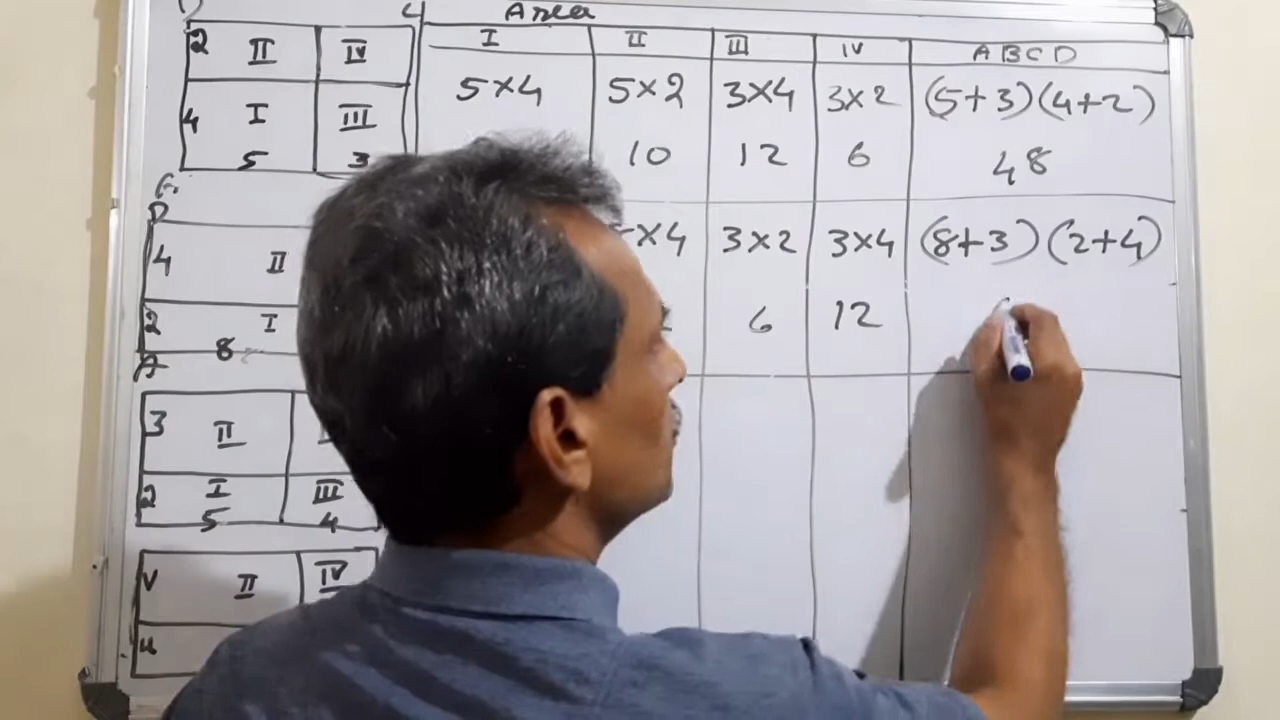 Area
I II III IV ABCD
2 II IV
5×4 5×2 3×4 3×2 (5+3)(4+2)
4 I III
5 3
10 12 6 48
D
4 II
×4 3×2 3×4 (8+3)(2+4)
2 I
6 12
A 8
3 II
2 I III
5 4
v II IV
u